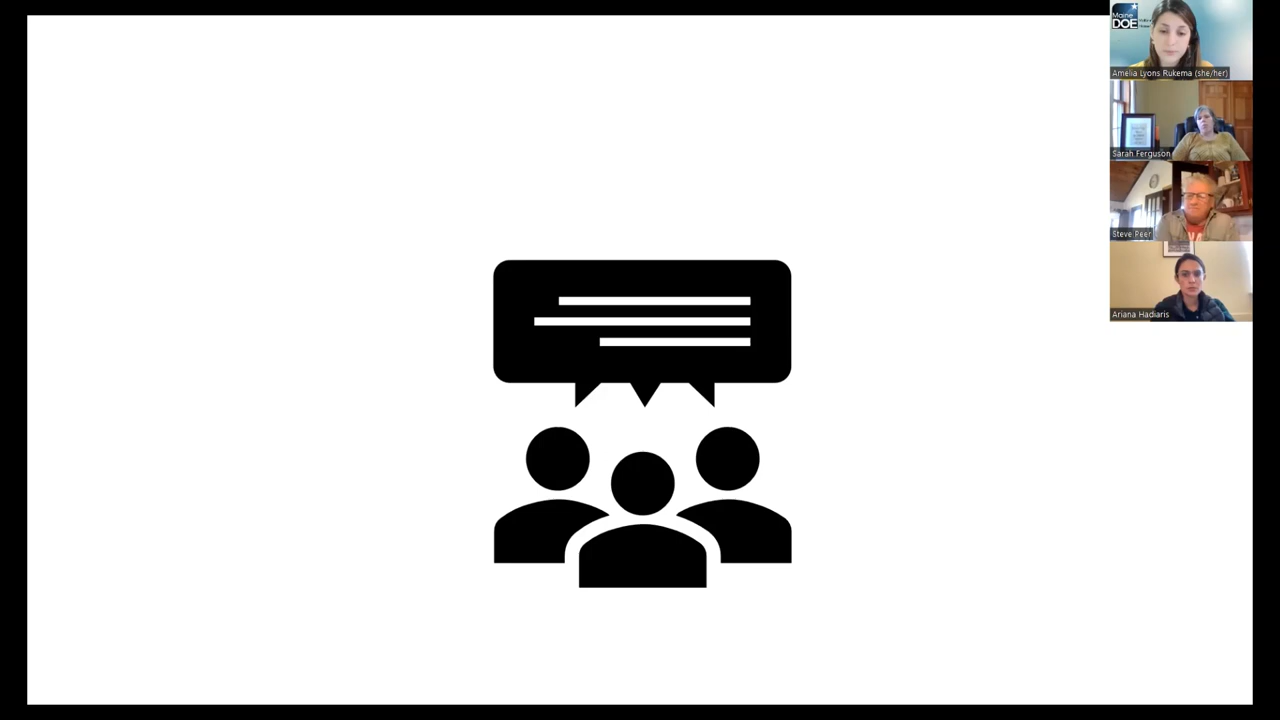 Maine
DOE
Amelia Lyons Rukema (she/her)
Sarah Ferguson
Steve Peer
Ariana Hadiaris